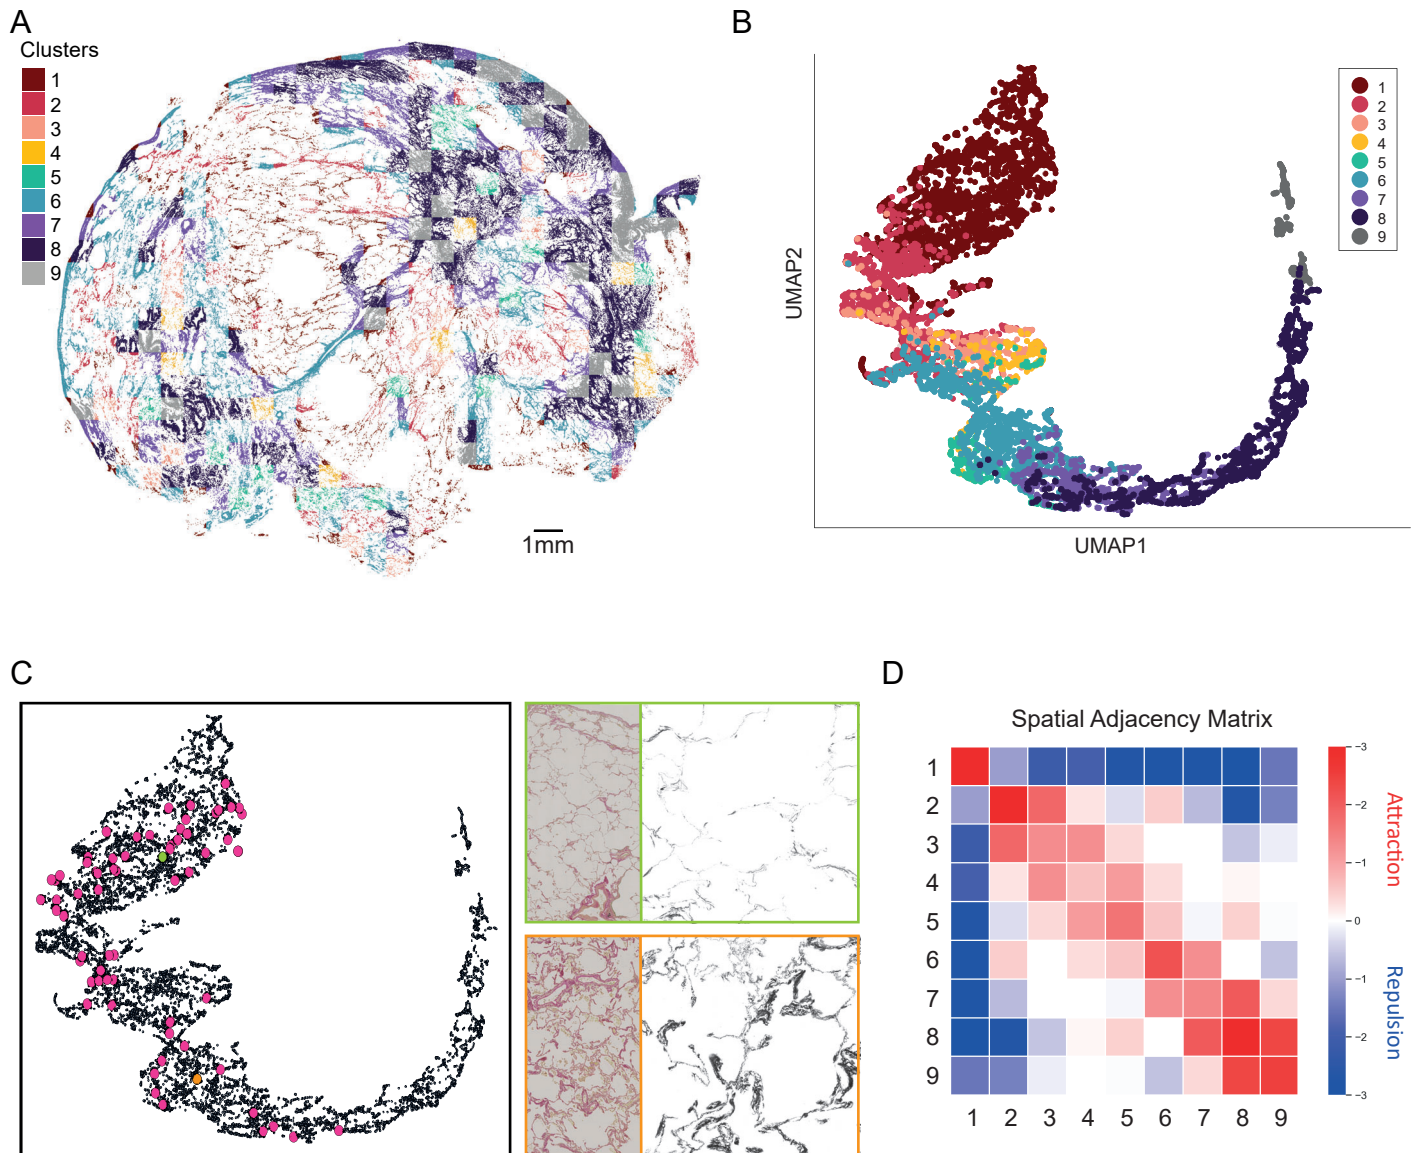 A
Clusters
1
2
3
4
5
6
7
8
9
1mm
B
UMAP2
UMAP1
1
2
3
4
5
6
7
8
9
C
D
Spatial Adjacency Matrix
1
2
3
4
5
6
7
8
9
1 2 3 4 5 6 7 8 9
−3
−2
−1
0
−1
−2
−3
Attraction
Repulsion